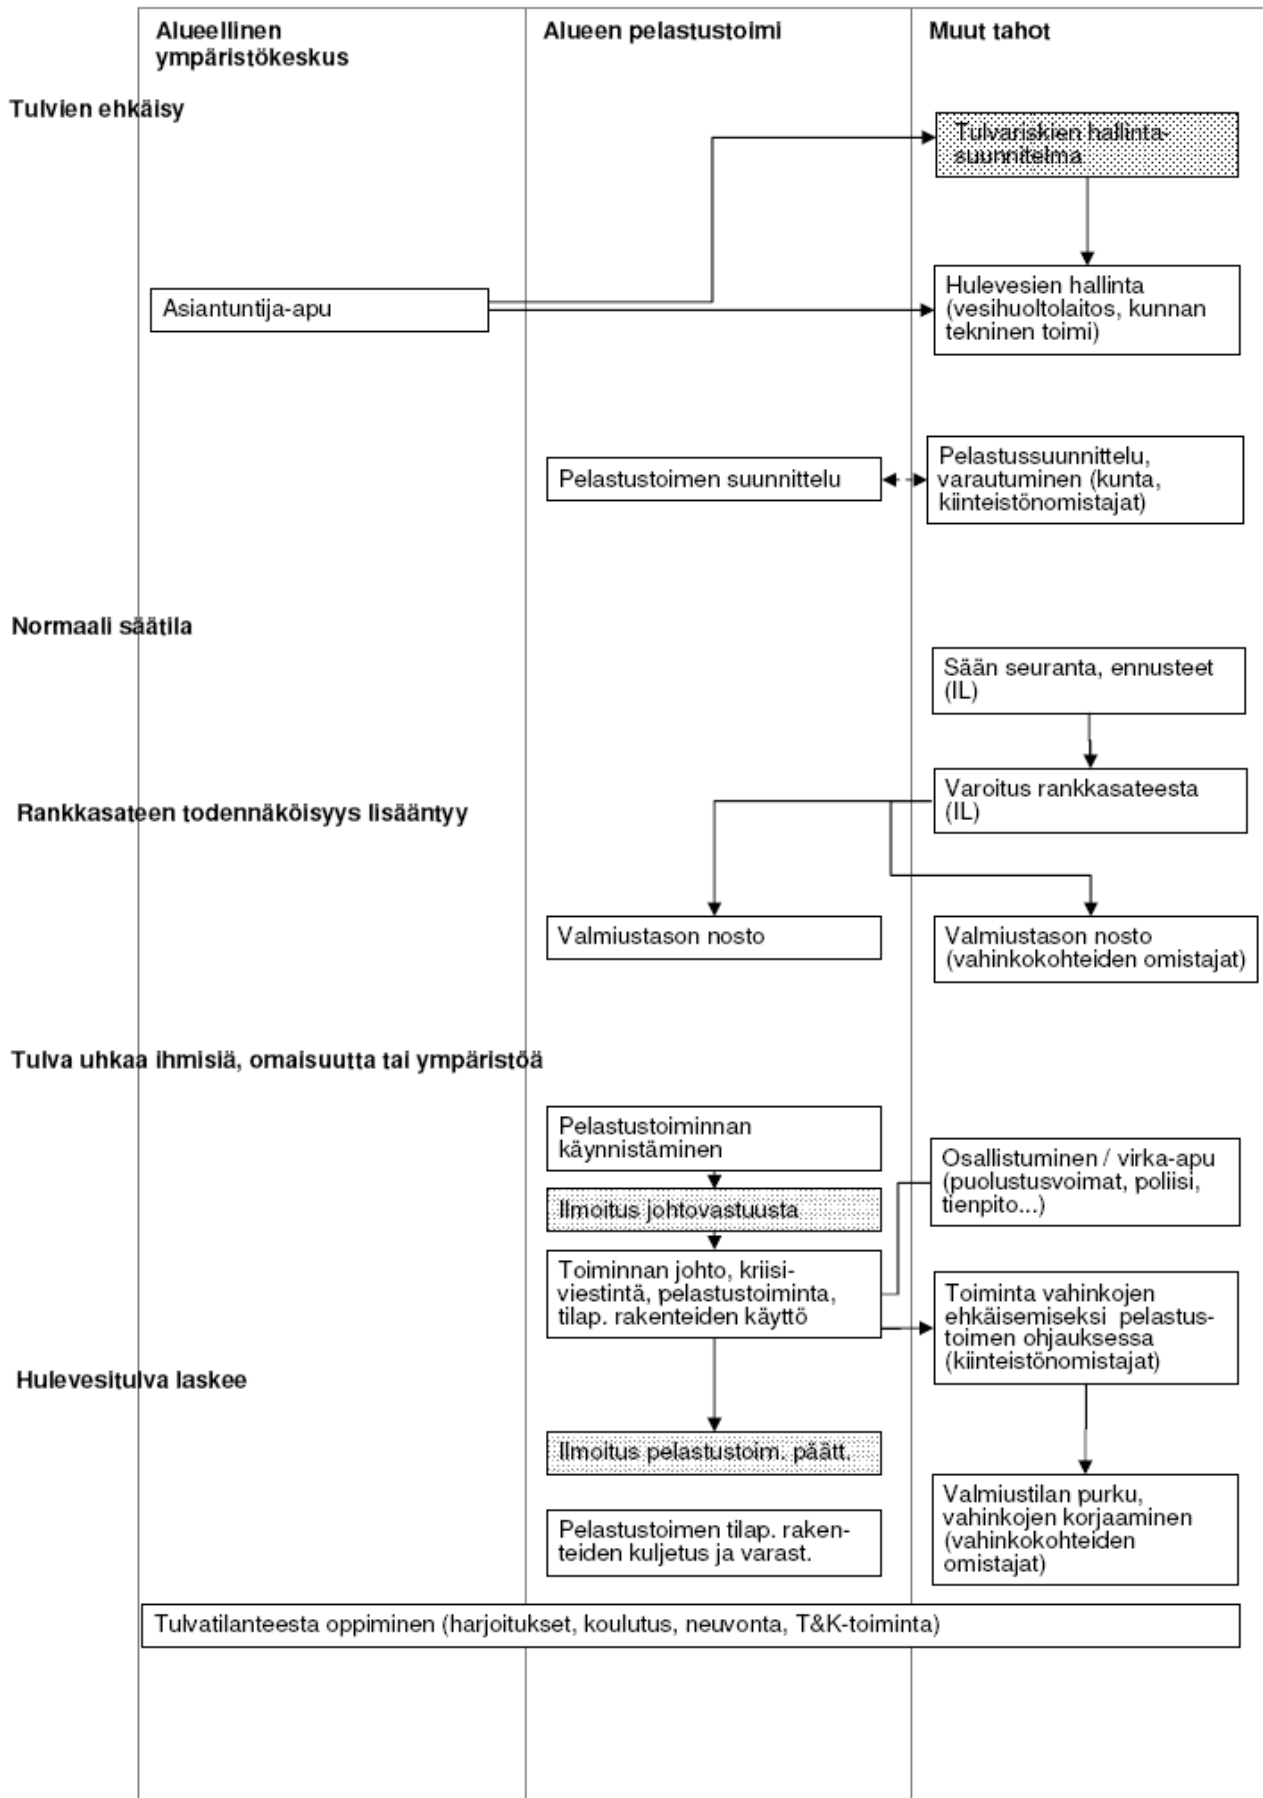 Alueellinen
ympäristökeskus
Alueen pelastustoimi
Muut tahot
Tulvien ehkäisy
Tulvariskien hallinta-
suunnitelma
Asiantuntija-apu
Hulevesien hallinta
(vesihuoltolaitos, kunnan
tekninen toimi)
Pelastustoimen suunnittelu
Pelastussuunnittelu,
varautuminen (kunta,
kiinteistönomistajat)
Normaali säätila
Sään seuranta, ennusteet
(IL)
Rankkasateen todennäköisyys lisääntyy
Varoitus rankkasateesta
(IL)
Valmiustason nosto
Valmiustason nosto
(vahinkokohteiden omistajat)
Tulva uhkaa ihmisiä, omaisuutta tai ympäristöä
Pelastustoiminnan
käynnistäminen
Osallistuminen / virka-apu
(puolustusvoimat, poliisi,
tienpito...)
Ilmoitus johtovastuusta
Toiminnan johto, kriisi-
viestintä, pelastustoiminta,
tilap. rakenteiden käyttö
Toiminta vahinkojen
ehkäisemiseksi pelastus-
toimen ohjauksessa
(kiinteistönomistajat)
Hulevesitulva laskee
Ilmoitus pelastustoim. päätt.
Valmiustilan purku,
vahinkojen korjaaminen
(vahinkokohteiden
omistajat)
Pelastustoimen tilap. raken-
teiden kuljetus ja varast.
Tulvatilanteesta oppiminen (harjoitukset, koulutus, neuvonta, T&K-toiminta)